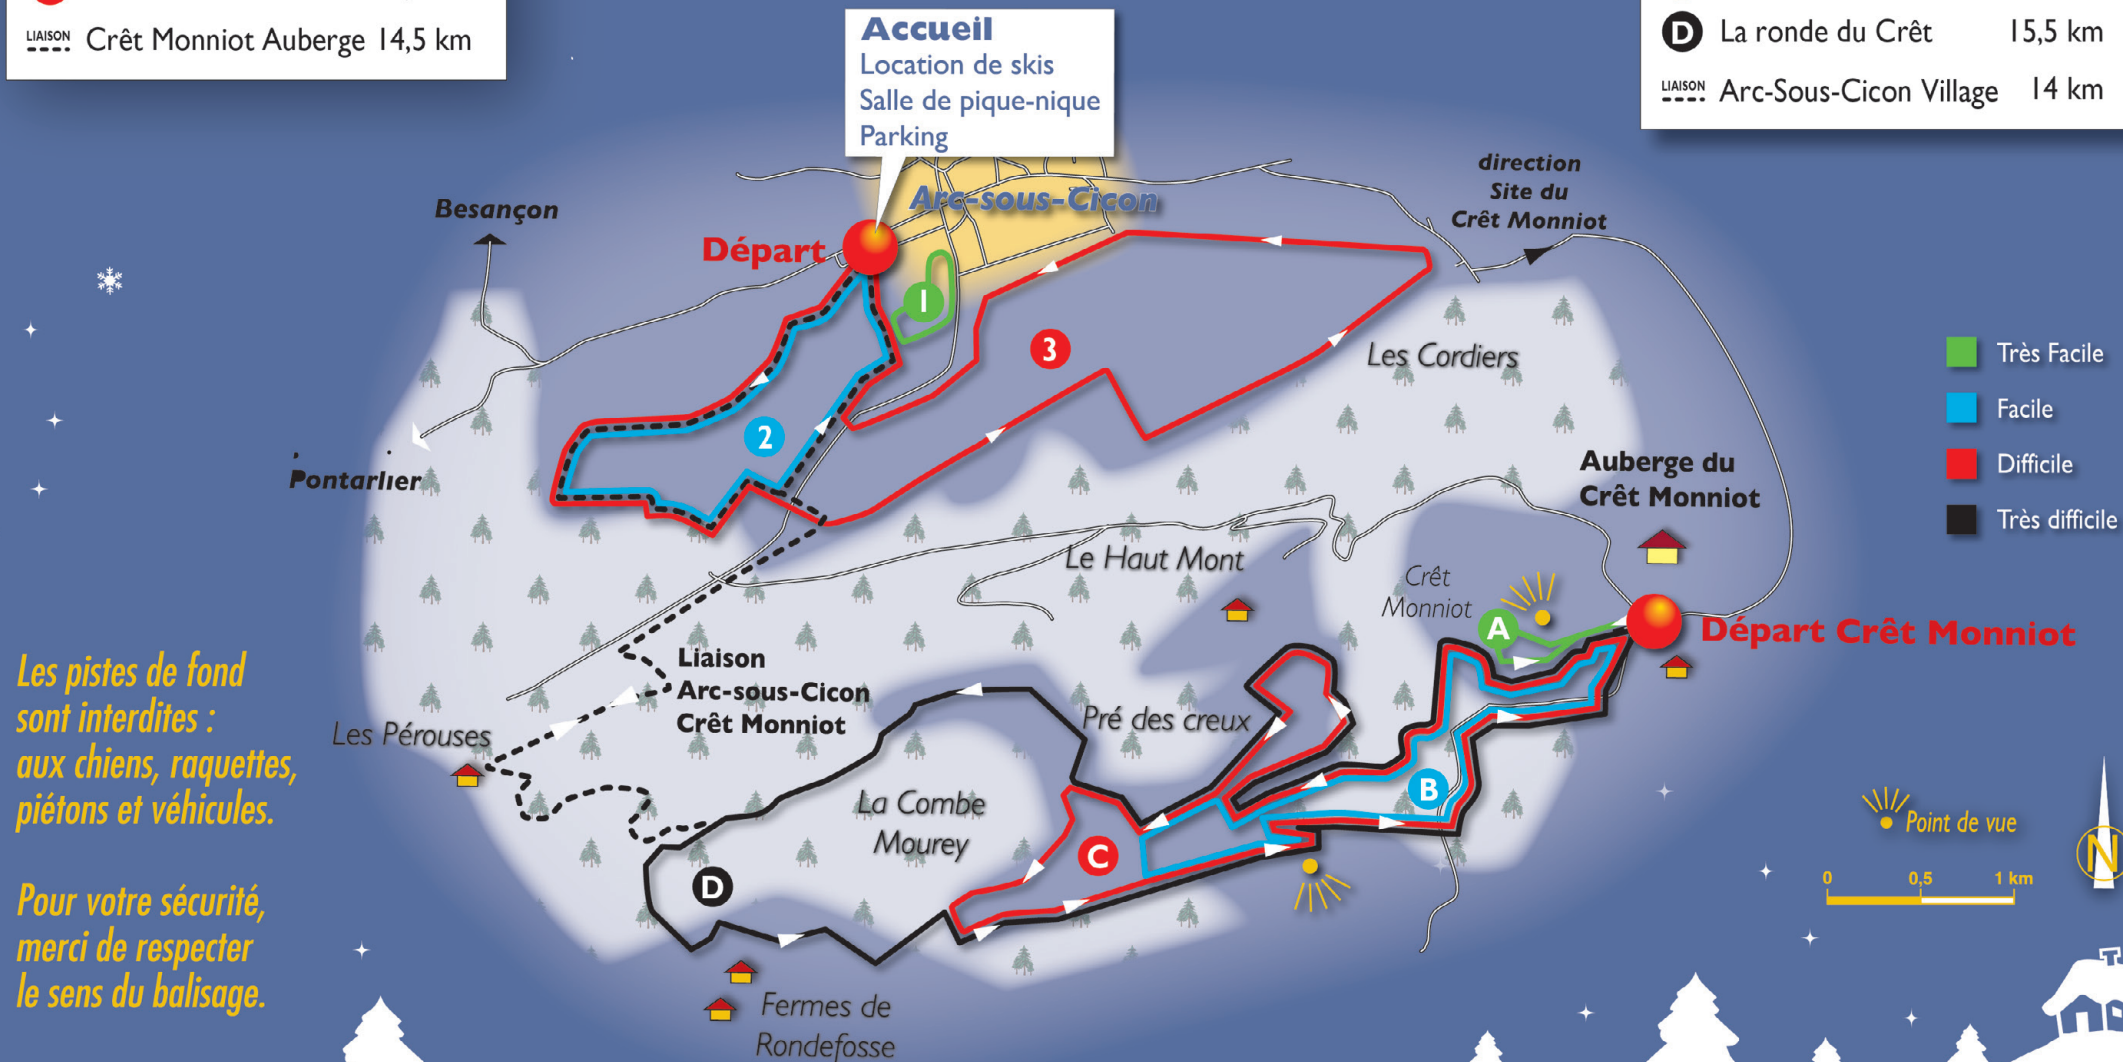 LIAISON Crêt Monniot Auberge 14,5 km
Accueil
Location de skis
Salle de pique-nique
Parking
D La ronde du Crêt 15,5 km
LIAISON Arc-Sous-Cicon Village 14 km
Arc-sous-Cicon
direction
Site du
Crêt Monniot
Besançon
Départ
1
3
2
Pontarlier
Les Cordiers
Très Facile
Facile
Difficile
Très difficile
Auberge du
Crêt Monniot
Le Haut Mont
Crêt
Monniot
A
Départ Crêt Monniot
Liaison
Arc-sous-Cicon
Crêt Monniot
Les Pérouses
Pré des creux
B
La Combe
Mourey
C
D
Fermes de
Rondefosse
Point de vue
0 0,5 1 km
N
Les pistes de fond
sont interdites :
aux chiens, raquettes,
piétons et véhicules.
Pour votre sécurité,
merci de respecter
le sens du balisage.